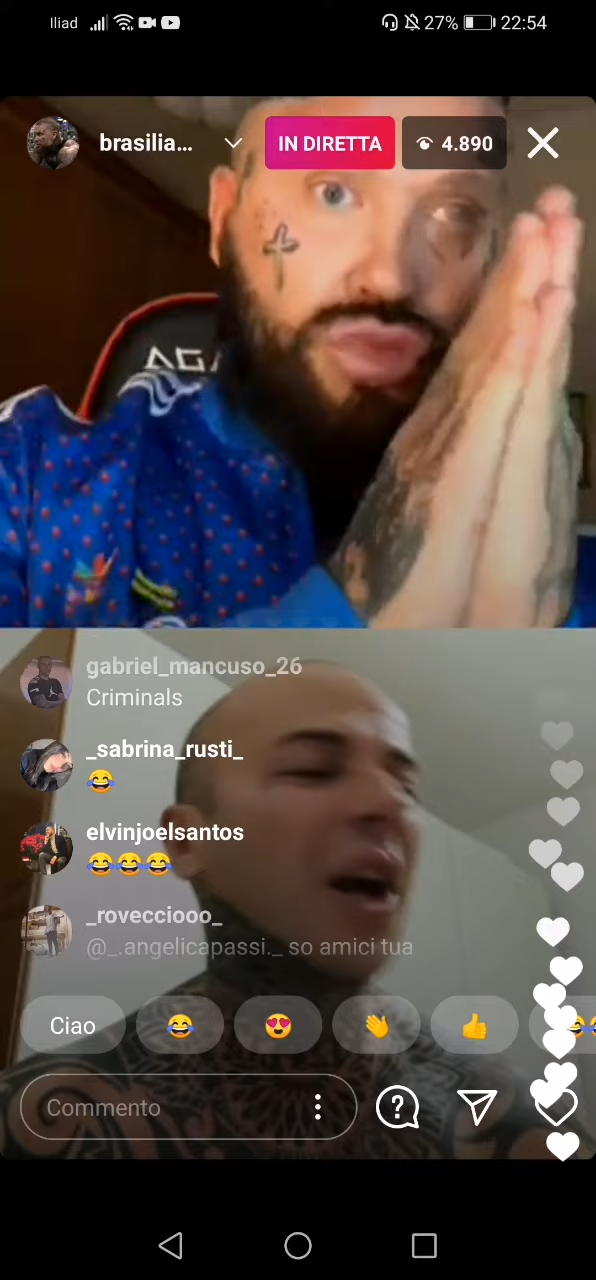 Iliad
27%
22:54
brasilia...
IN DIRETTA
4.890
gabriel_mancuso_26
Criminals
_sabrina_rusti_
😂
elvinjoelsantos
😂😂😂
_rovecciooo_
@_.angelicapassi._ so amici tua
Ciao
Commento